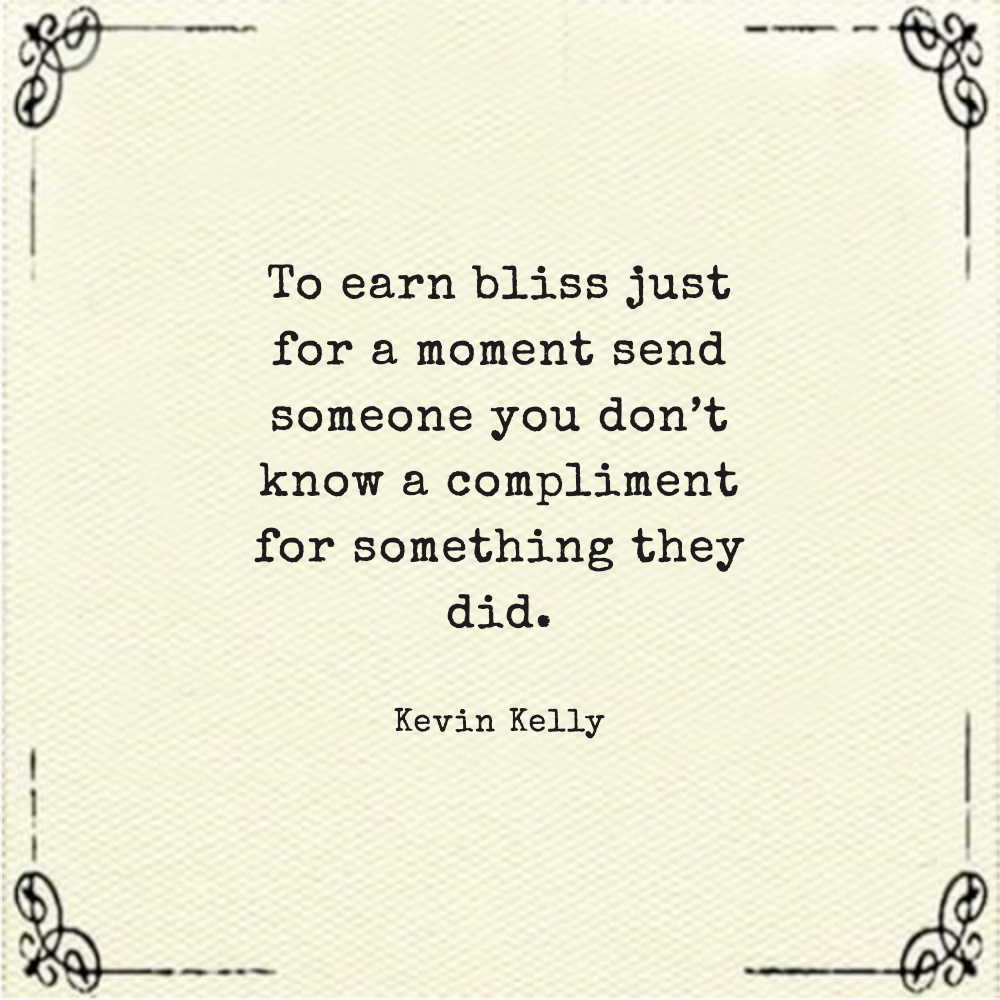 To earn bliss just
for a moment send
someone you don’t
know a compliment
for something they
did.
Kevin Kelly